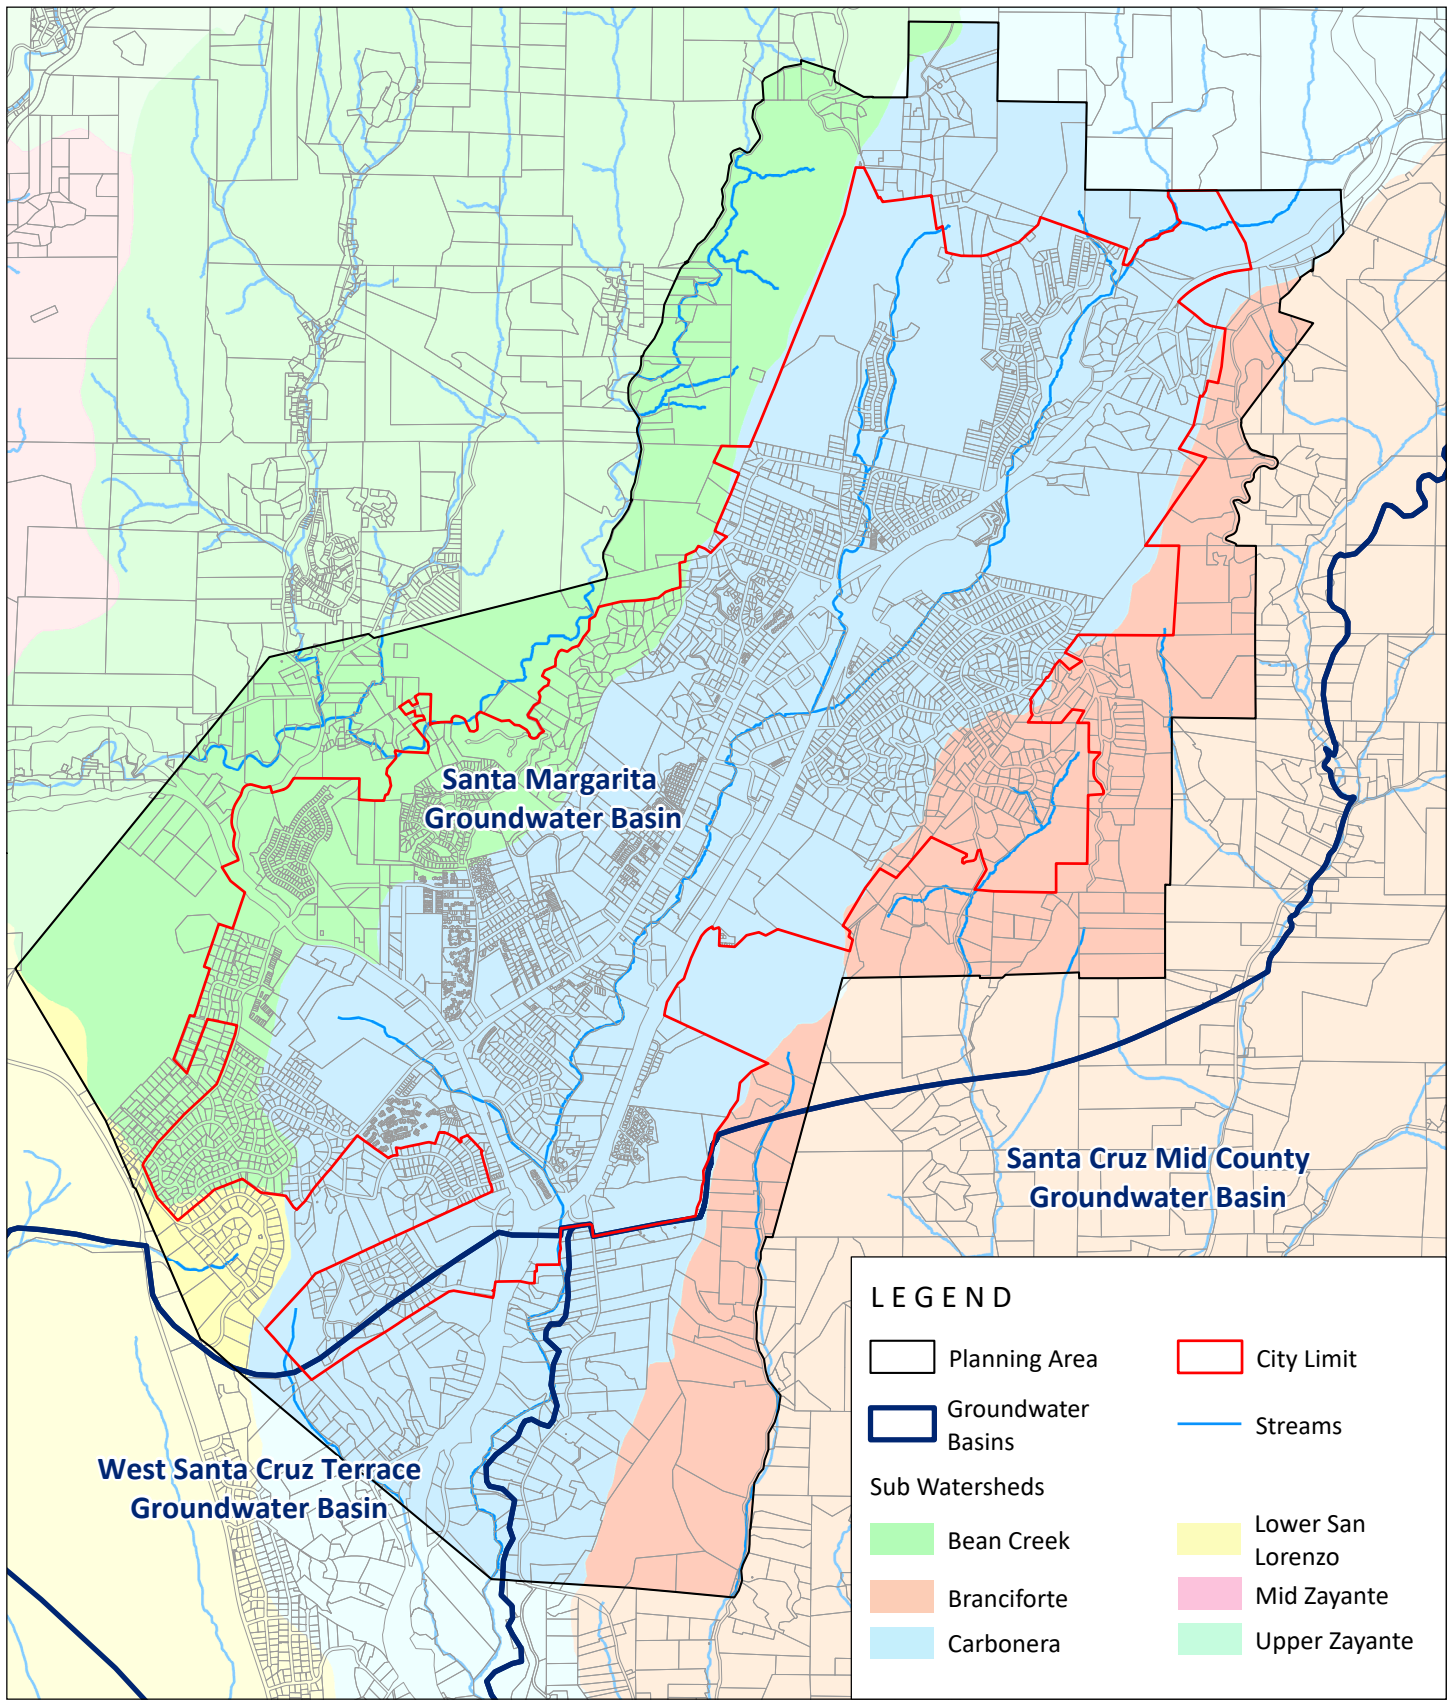 Santa Margarita
Groundwater Basin
Santa Cruz Mid County
Groundwater Basin
West Santa Cruz Terrace
Groundwater Basin
LEGEND
Planning Area
City Limit
Groundwater
Basins
Streams
Sub Watersheds
Bean Creek
Lower San
Lorenzo
Branciforte
Mid Zayante
Carbonera
Upper Zayante